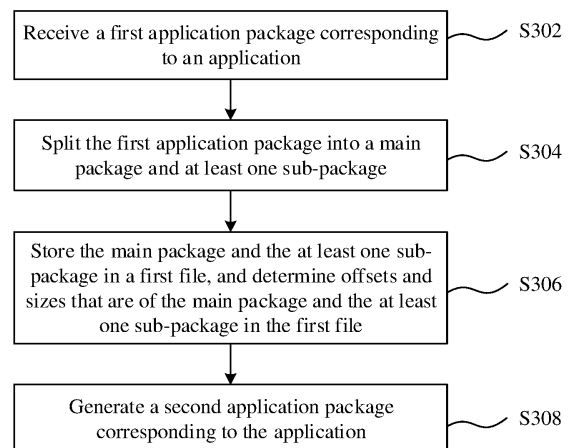 Receive a first application package corresponding
to an application
S302
Split the first application package into a main
package and at least one sub-package
S304
Store the main package and the at least one sub-
package in a first file, and determine offsets and
sizes that are of the main package and the at least
one sub-package in the first file
S306
Generate a second application package
corresponding to the application
S308